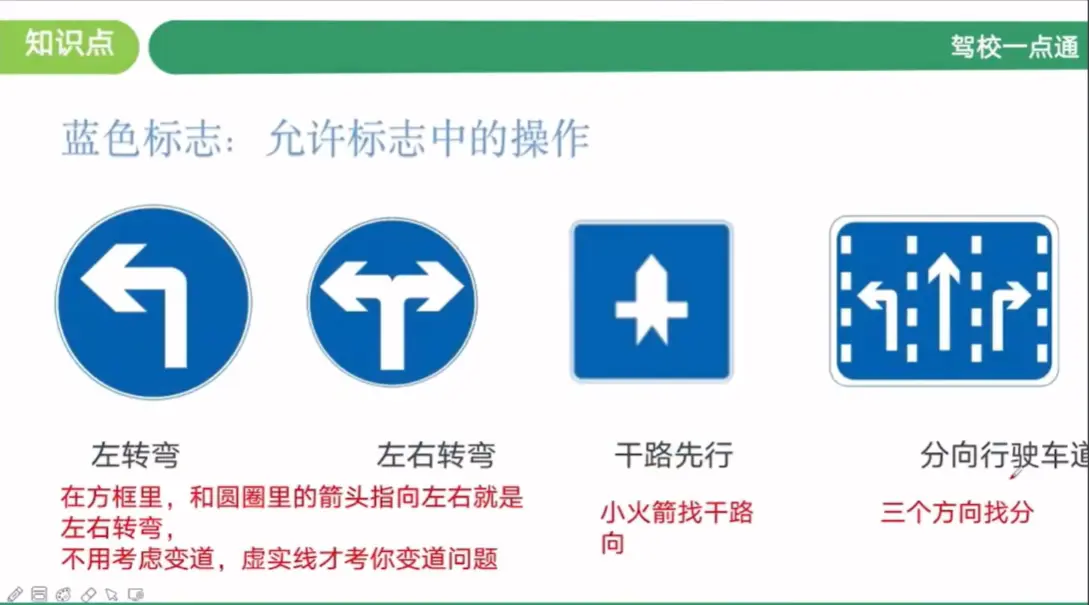 知识点
驾校一点通
蓝色标志：允许标志中的操作
左转弯
左右转弯
干路先行
分向行驶车道
在方框里，和圆圈里的箭头指向左右就是
左右转弯，
不用考虑变道，虚实线才考你变道问题
小火箭找干路
向
三个方向找分